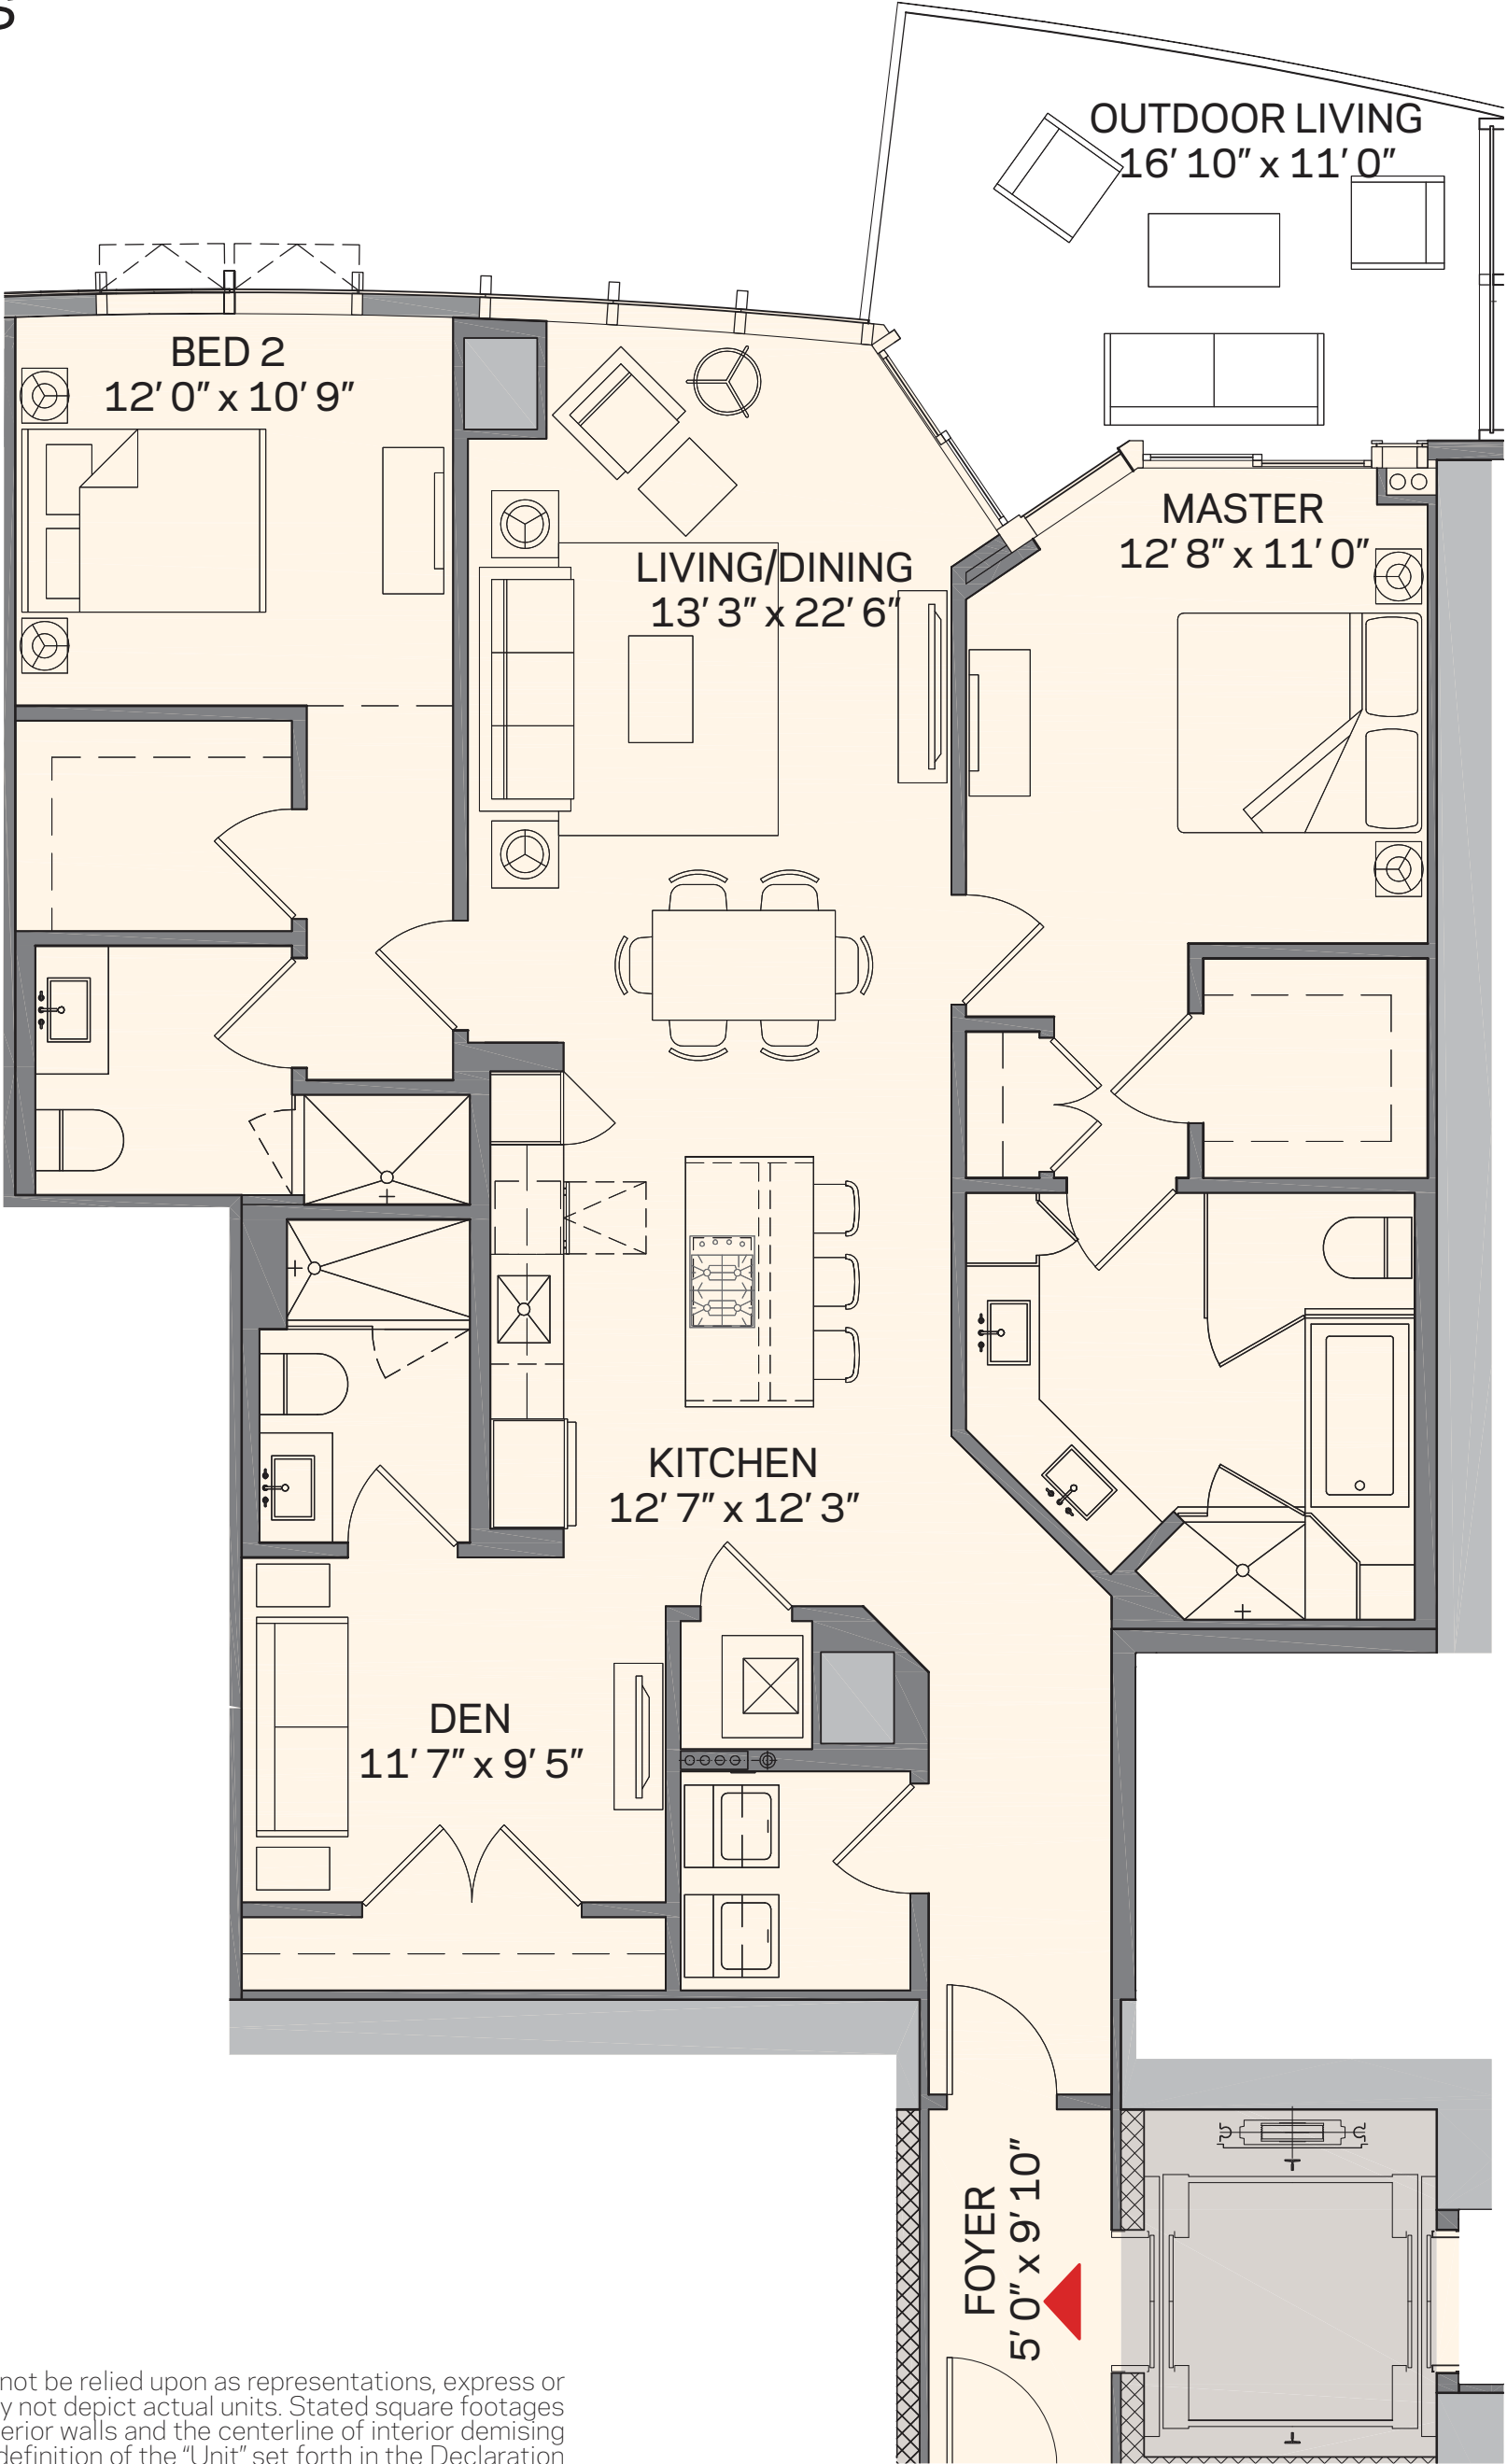 OUTDOOR LIVING
16’ 10” x 11’ 0”
BED 2
12’ 0” x 10’ 9”
MASTER
12’ 8” x 11’ 0”
LIVING/DINING
13’ 3” x 22’ 6”
KITCHEN
12’ 7” x 12’ 3”
DEN
11’ 7” x 9’ 5”
FOYER
5’ 0” x 9’ 10”
not be relied upon as representations, express or
not depict actual units. Stated square footages
walls and the centerline of interior demising
definition of the “Unit” set forth in the Declaration